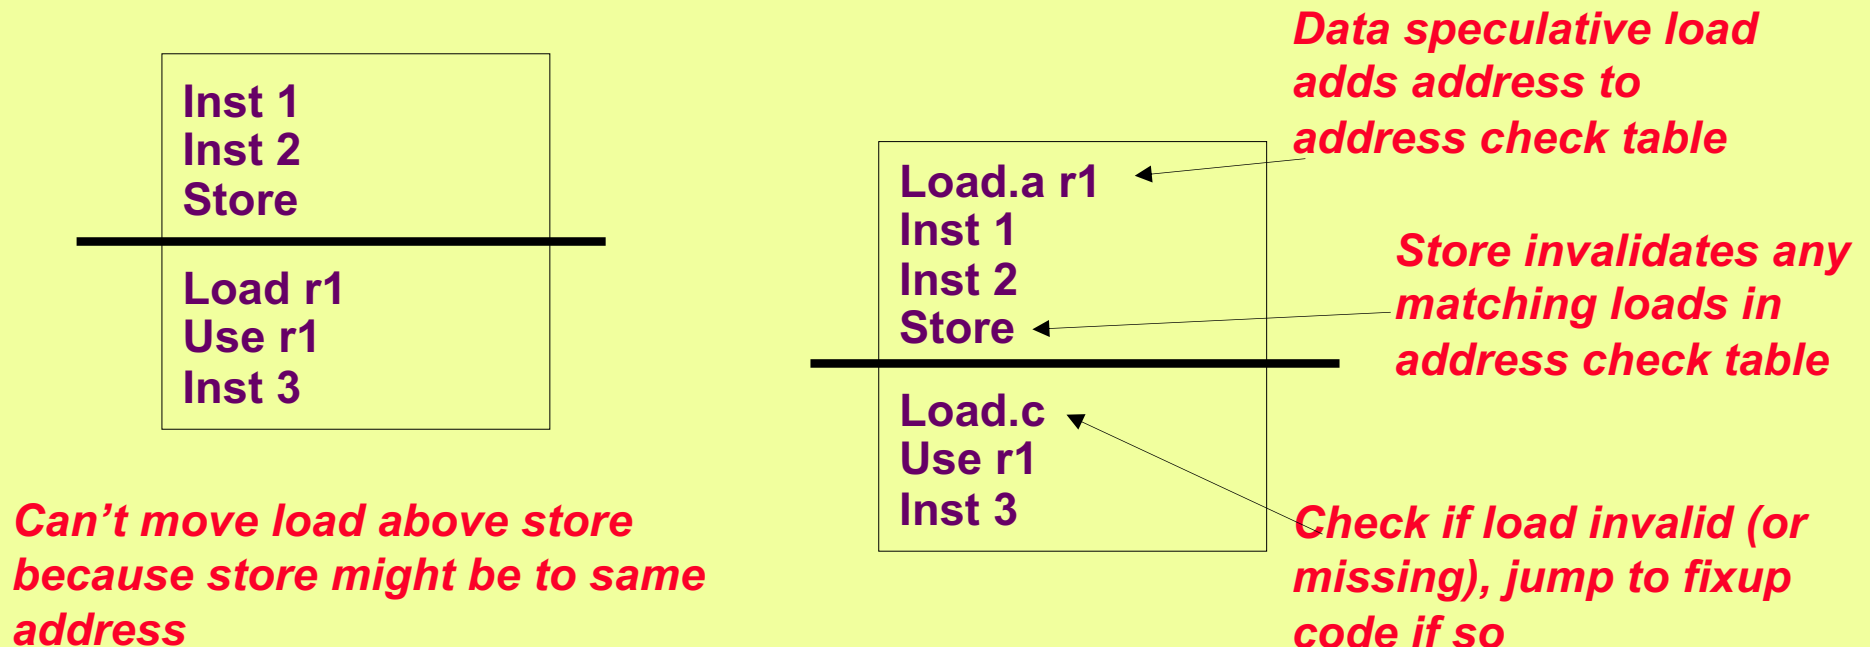 Inst 1
Inst 2
Store
Load r1
Use r1
Inst 3
Can't move load above store
because store might be to same
address
Load.a r1
Inst 1
Inst 2
Store
Load.c
Use r1
Inst 3
Data speculative load
adds address to
address check table
Store invalidates any
matching loads in
address check table
Check if load invalid (or
missing), jump to fixup
code if so